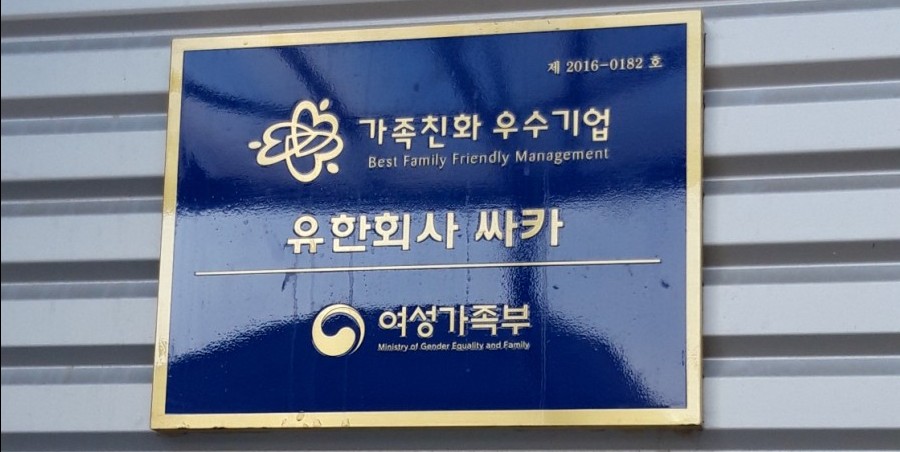 제 2016-0182 호
가족친화 우수기업
Best Family Friendly Management
유한회사 싸카
여성가족부
Ministry of Gender Equality and Family